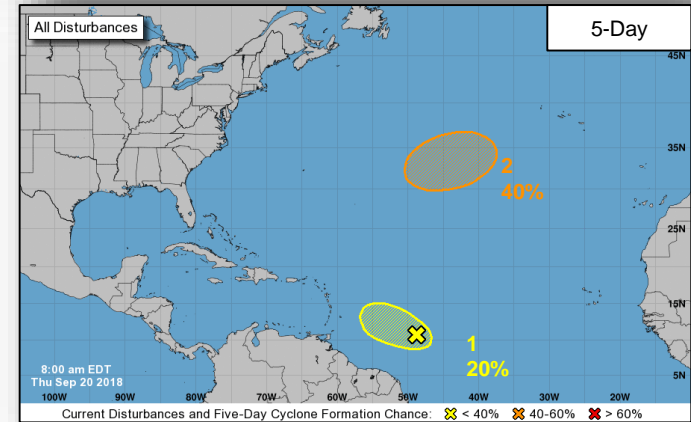 All Disturbances
5-Day
45N
35N
2
40%
25N
15N
1
20%
5N
8:00 am EDT
Thu Sep 20 2018
100W 90W 80W 70W 60W 50W 40W 30W 20W
Current Disturbances and Five-Day Cyclone Formation Chance: < 40% 40-60% > 60%